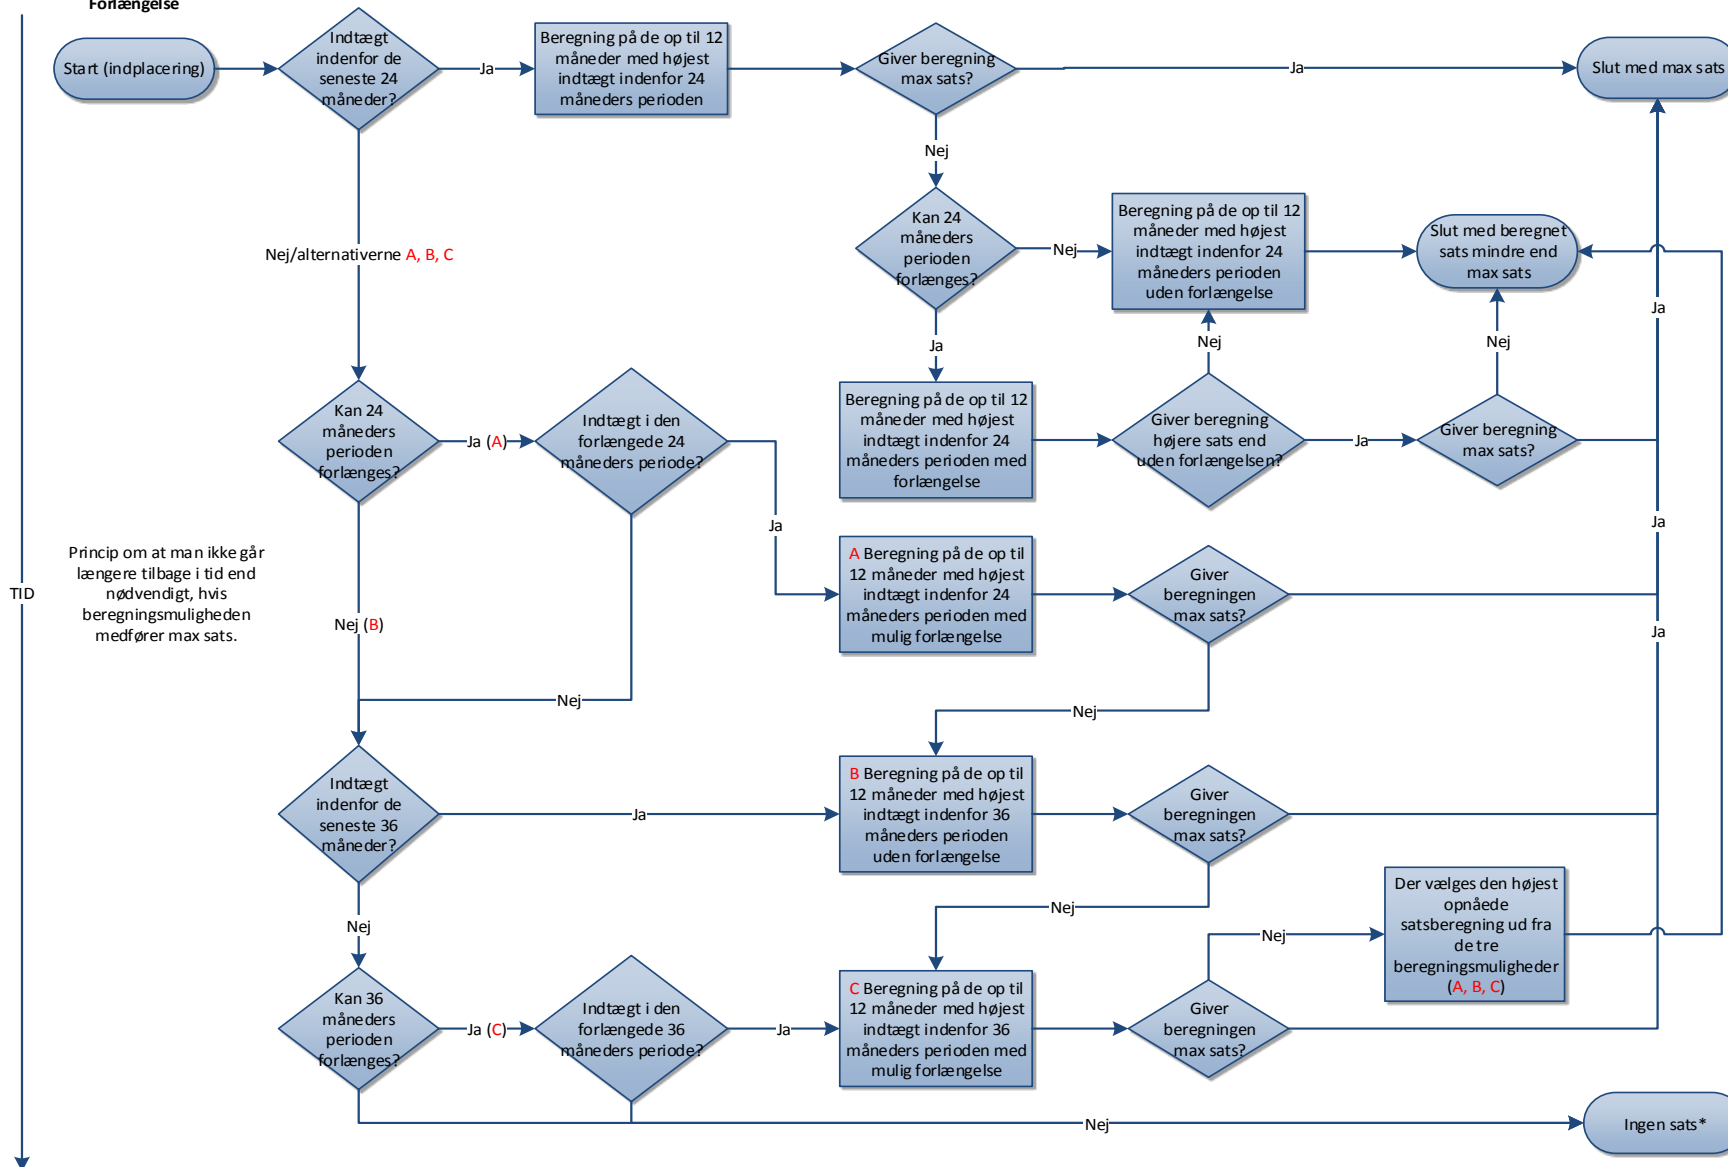 Forlængelse
Start (indplacering)
Indtægt
indenfor de
seneste 24
måneder?
Ja
Beregning på de op til 12
måneder med højest
indtægt indenfor 24
måneders perioden
Giver beregning
max sats?
Ja
Slut med max sats
Nej
Kan 24
måneders
perioden
forlænges?
Nej
Beregning på de op til 12
måneder med højest
indtægt indenfor 24
måneders perioden
uden forlængelse
Slut med beregnet
sats mindre end
max sats
Nej/alternativerne A, B, C
Ja
Ja
Nej
Nej
Kan 24
måneders
perioden
forlænges?
Ja (A)
Indtægt i den
forlængede 24
måneders periode?
Beregning på de op til 12
måneder med højest
indtægt indenfor 24
måneders perioden med
forlængelse
Giver beregning
højere sats end
uden forlængelsen?
Ja
Giver beregning
max sats?
Ja
Ja
Princip om at man ikke går
længere tilbage i tid end
nødvendigt, hvis
beregningsmuligheden
medfører max sats.
TID
Nej (B)
A Beregning på de op til
12 måneder med højest
indtægt indenfor 24
måneders perioden med
mulig forlængelse
Giver
beregningen
max sats?
Ja
Nej
Nej
Indtægt
indenfor de
seneste 36
måneder?
Ja
B Beregning på de op til
12 måneder med højest
indtægt indenfor 36
måneders perioden
uden forlængelse
Giver
beregningen
max sats?
Nej
Nej
Nej
Der vælges den højest
opnåede
satsberegning ud fra
de tre
beregningsmuligheder
(A, B, C)
Kan 36
måneders
perioden
forlænges?
Ja (C)
Indtægt i den
forlængede 36
måneders periode?
Ja
C Beregning på de op til
12 måneder med højest
indtægt indenfor 36
måneders perioden med
mulig forlængelse
Giver
beregningen
max sats?
Nej
Ingen sats*